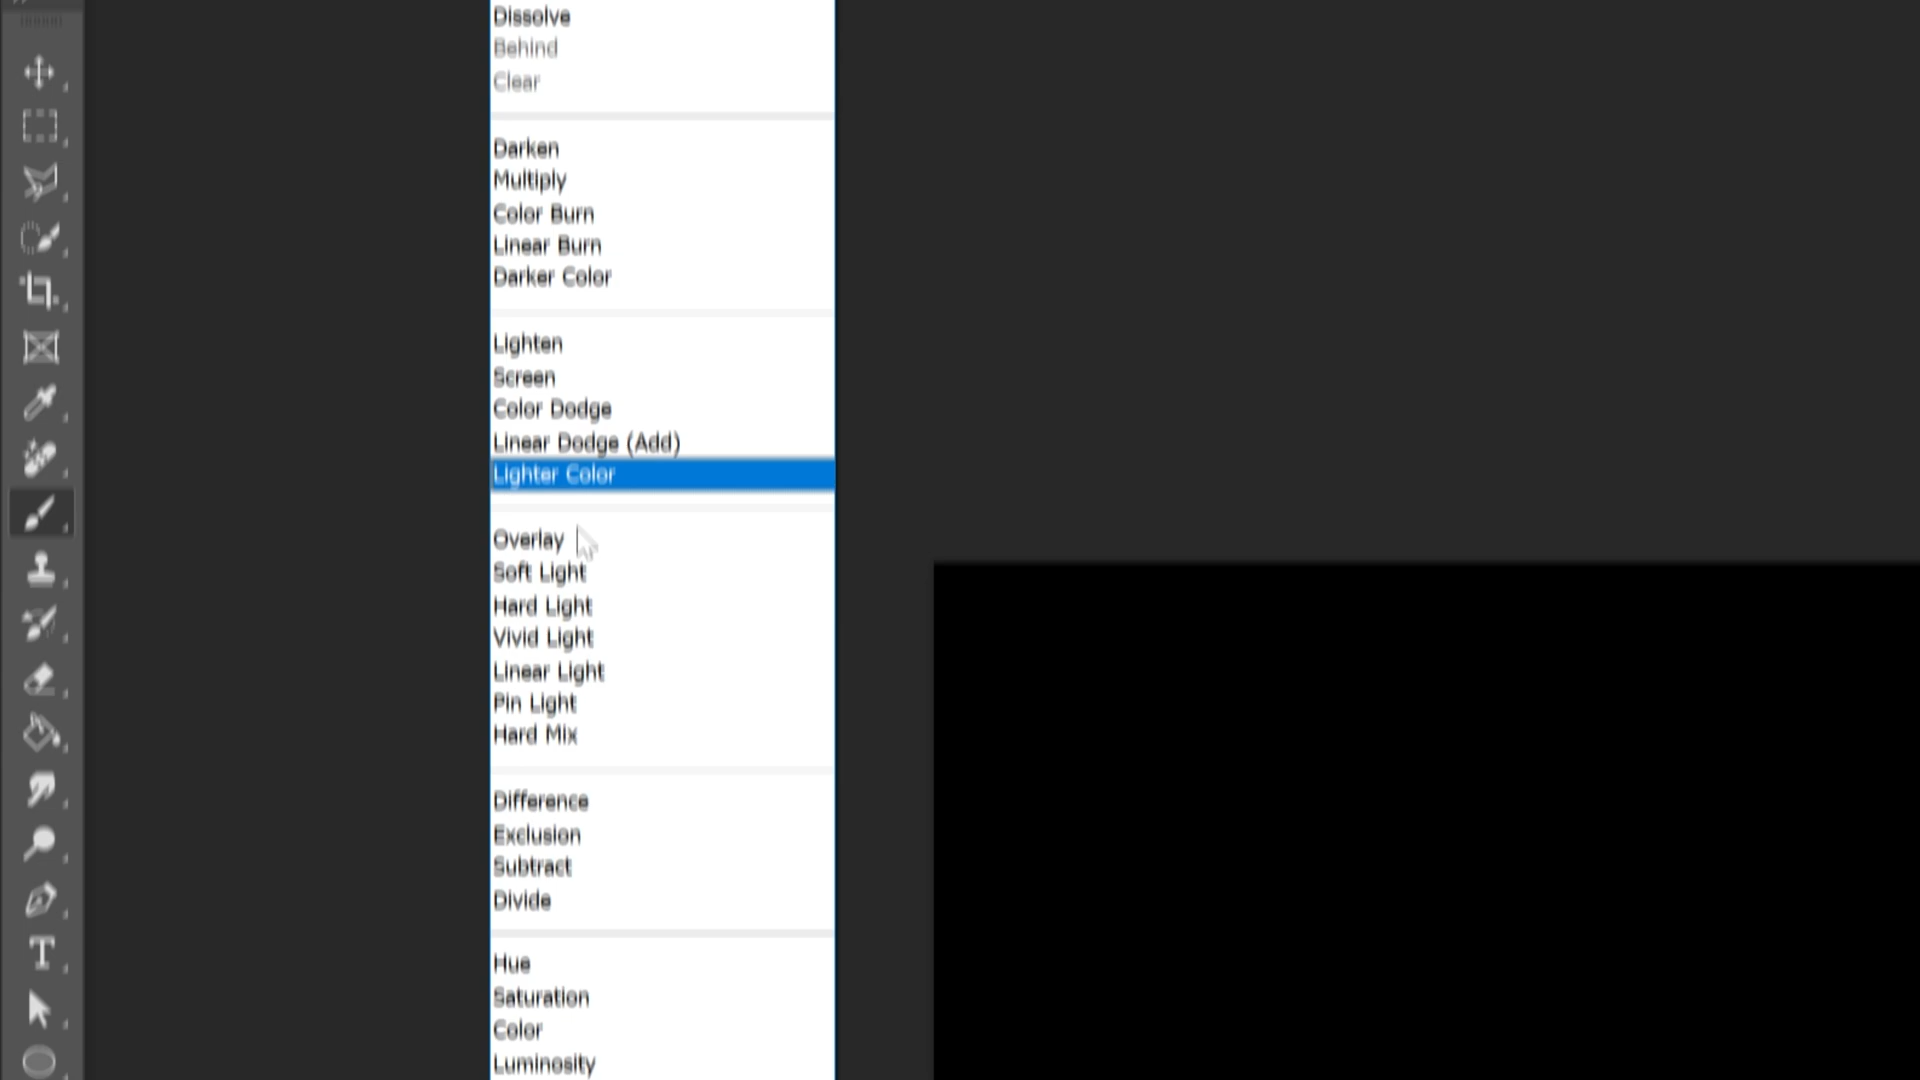 Dissolve
Behind
Clear
Darken
Multiply
Color Burn
Linear Burn
Darker Color
Lighten
Screen
Color Dodge
Linear Dodge (Add)
Lighter Color
Overlay
Soft Light
Hard Light
Vivid Light
Linear Light
Pin Light
Hard Mix
Difference
Exclusion
Subtract
Divide
Hue
Saturation
Color
Luminosity